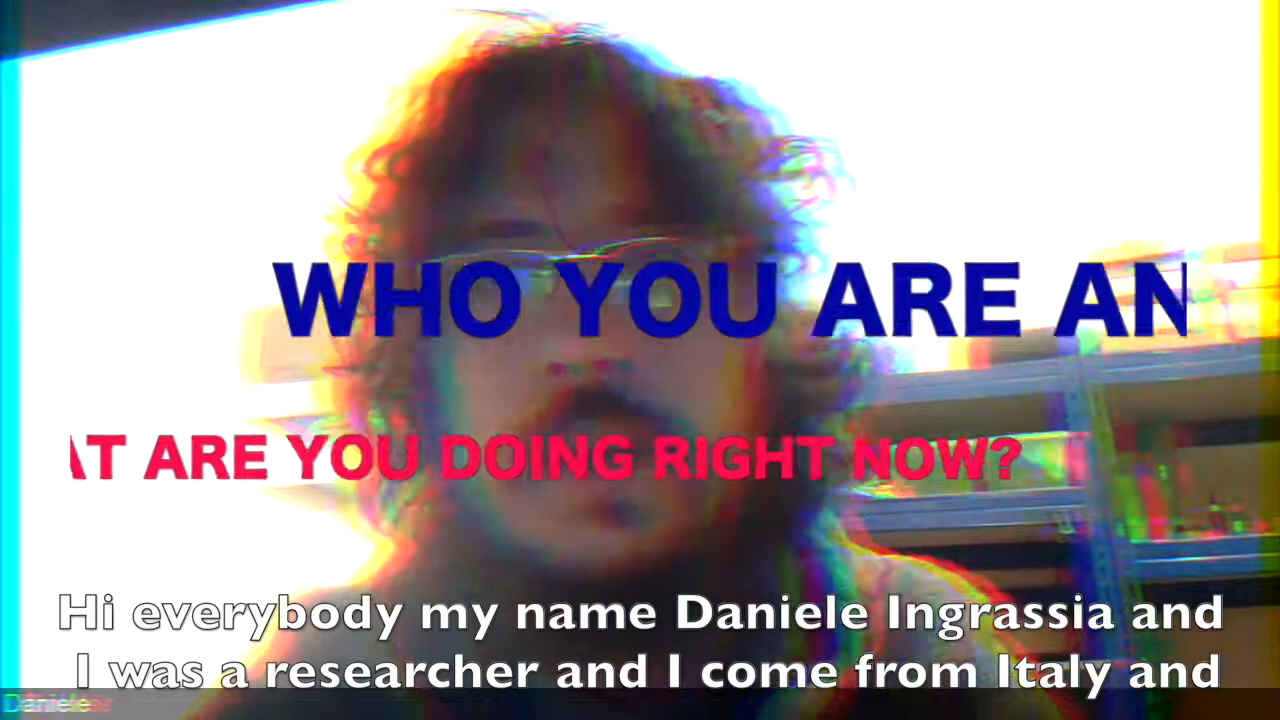 WHO YOU ARE AN
AT ARE YOU DOING RIGHT NOW?
Hi everybody my name Daniele Ingrassia and
I was a researcher and I come from Italy and
Daniele